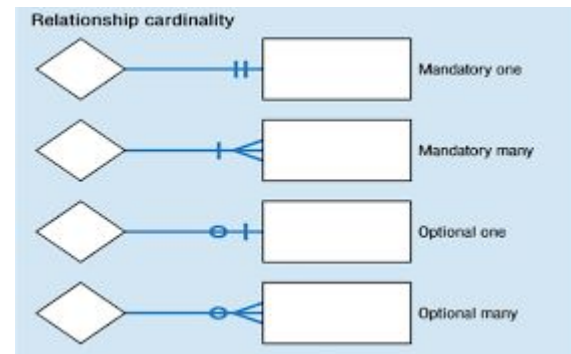 Relationship cardinality
Mandatory one
Mandatory many
Optional one
Optional many